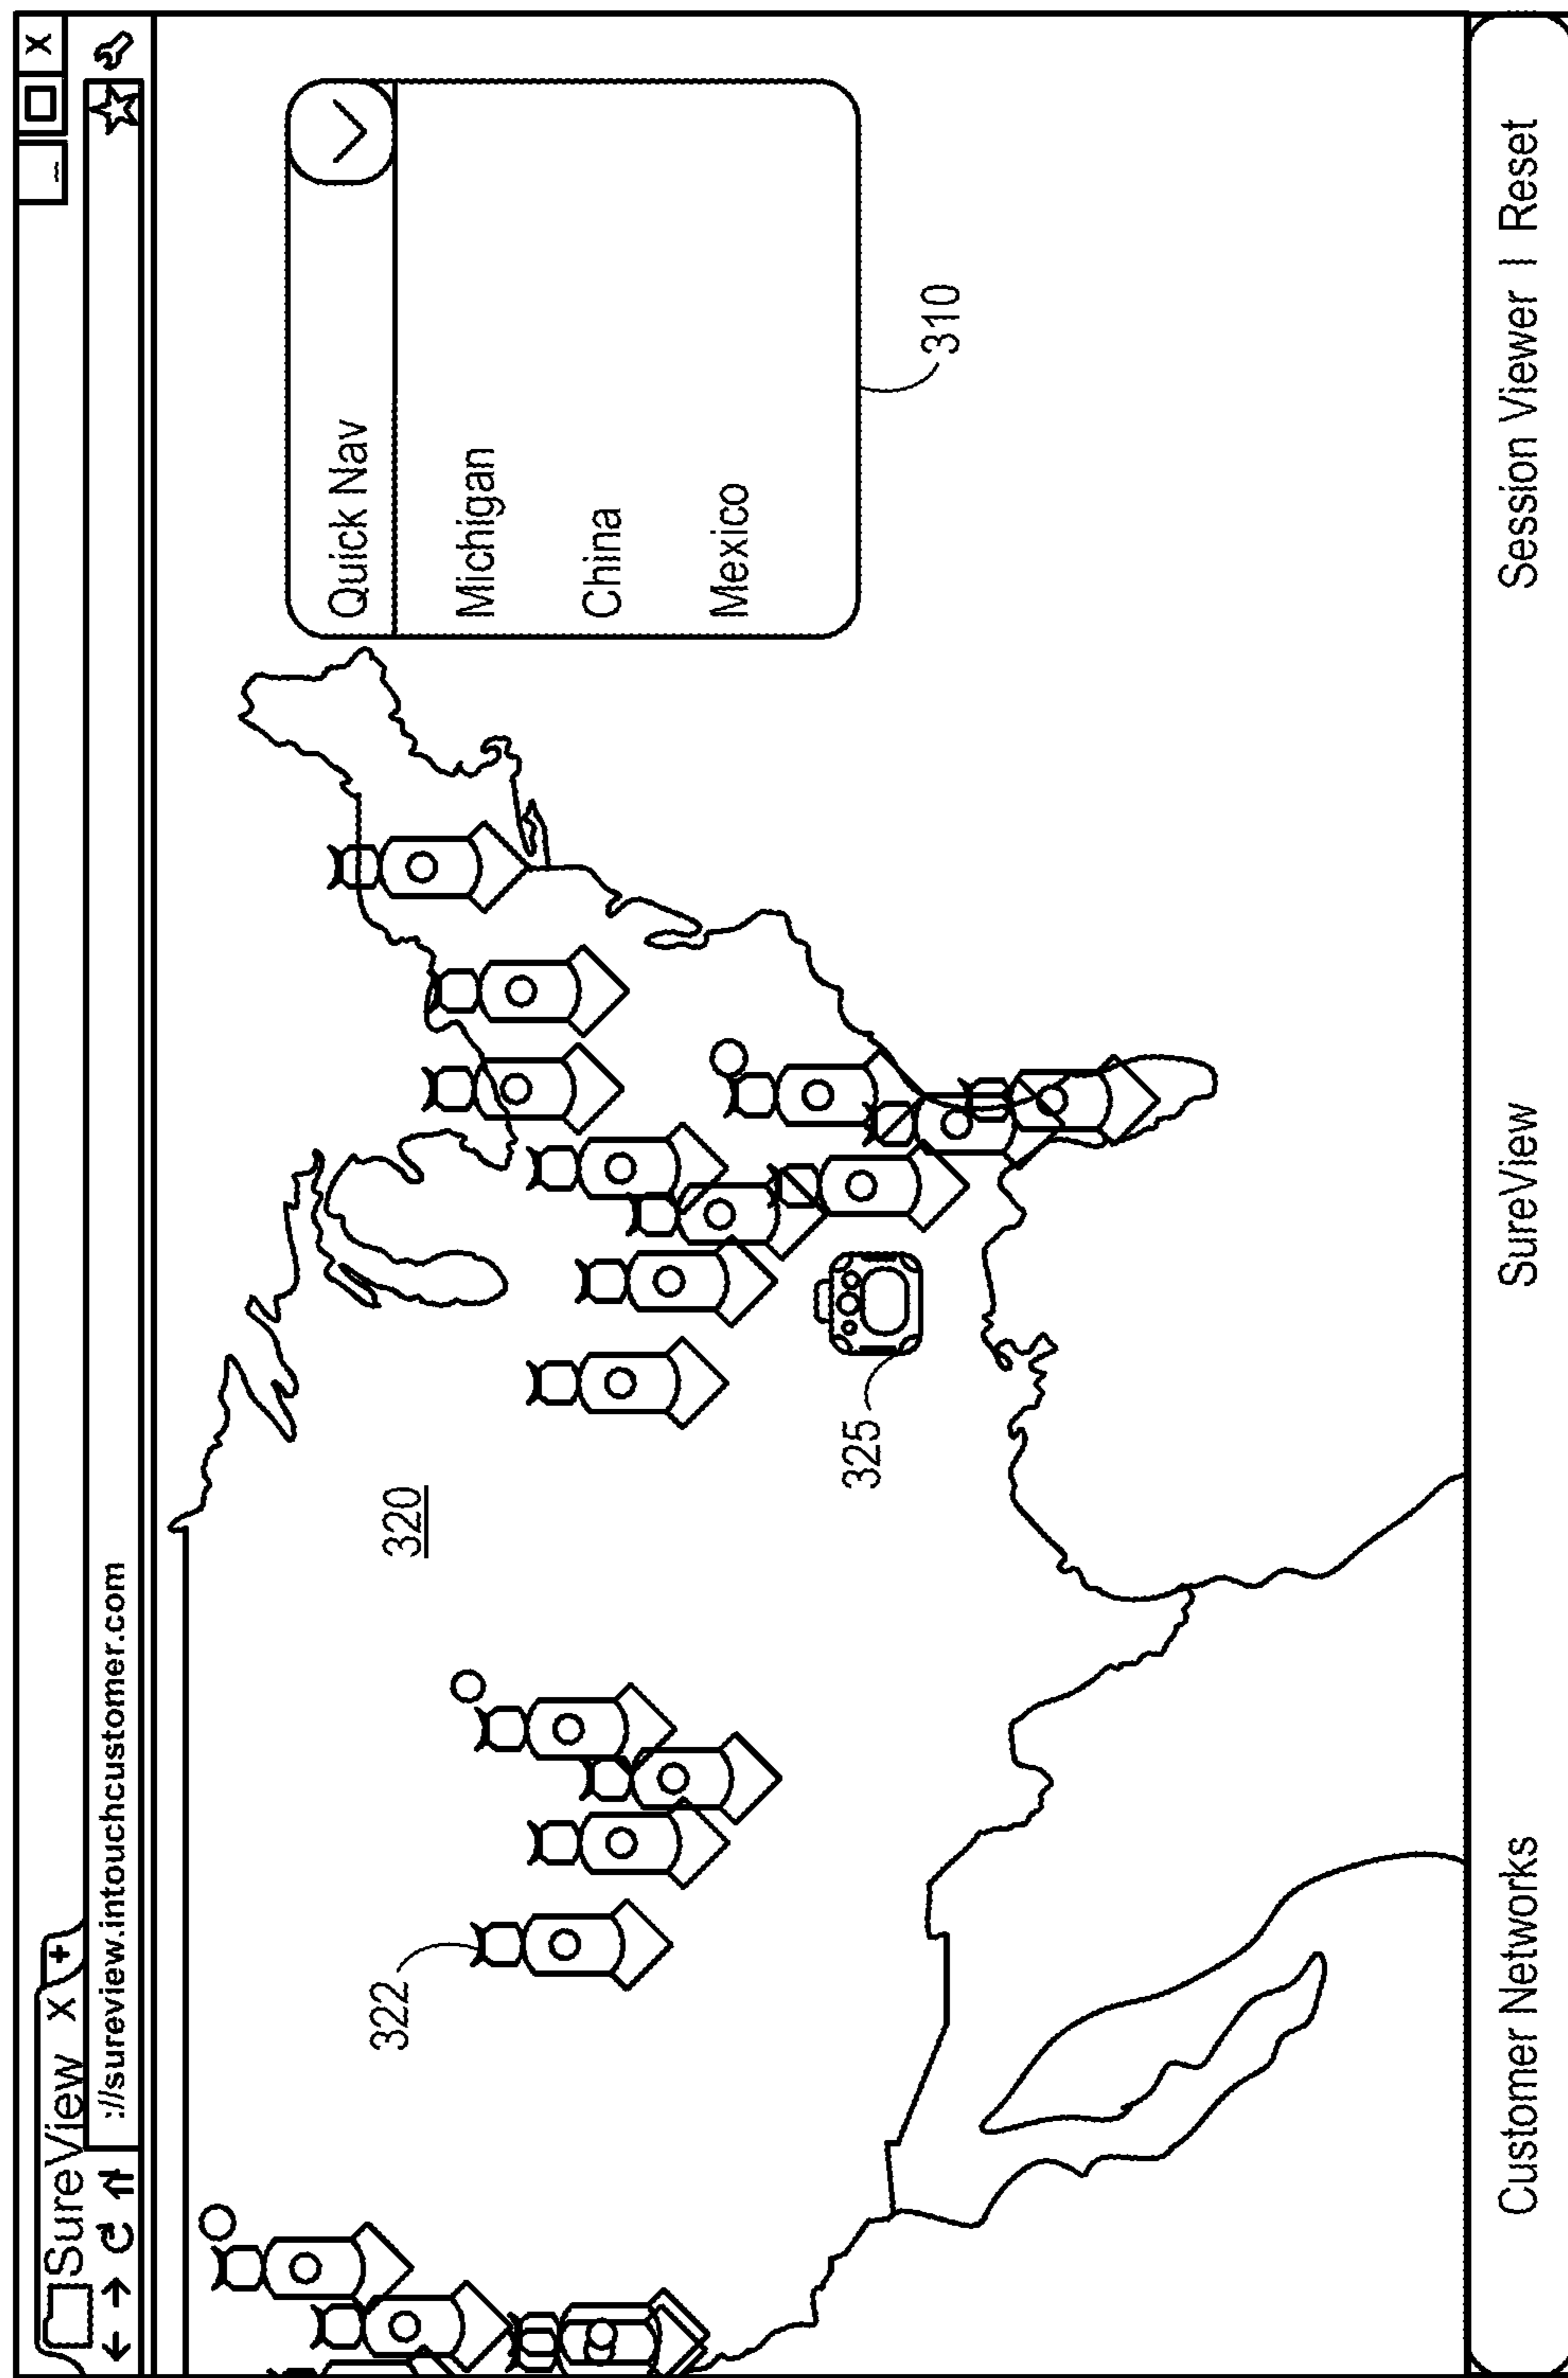 SureView X +
://sureview.intouchcustomer.com
Quick Nav
Michigan
China
Mexico
310
320
322
325
Customer Networks
SureView
Session Viewer | Reset